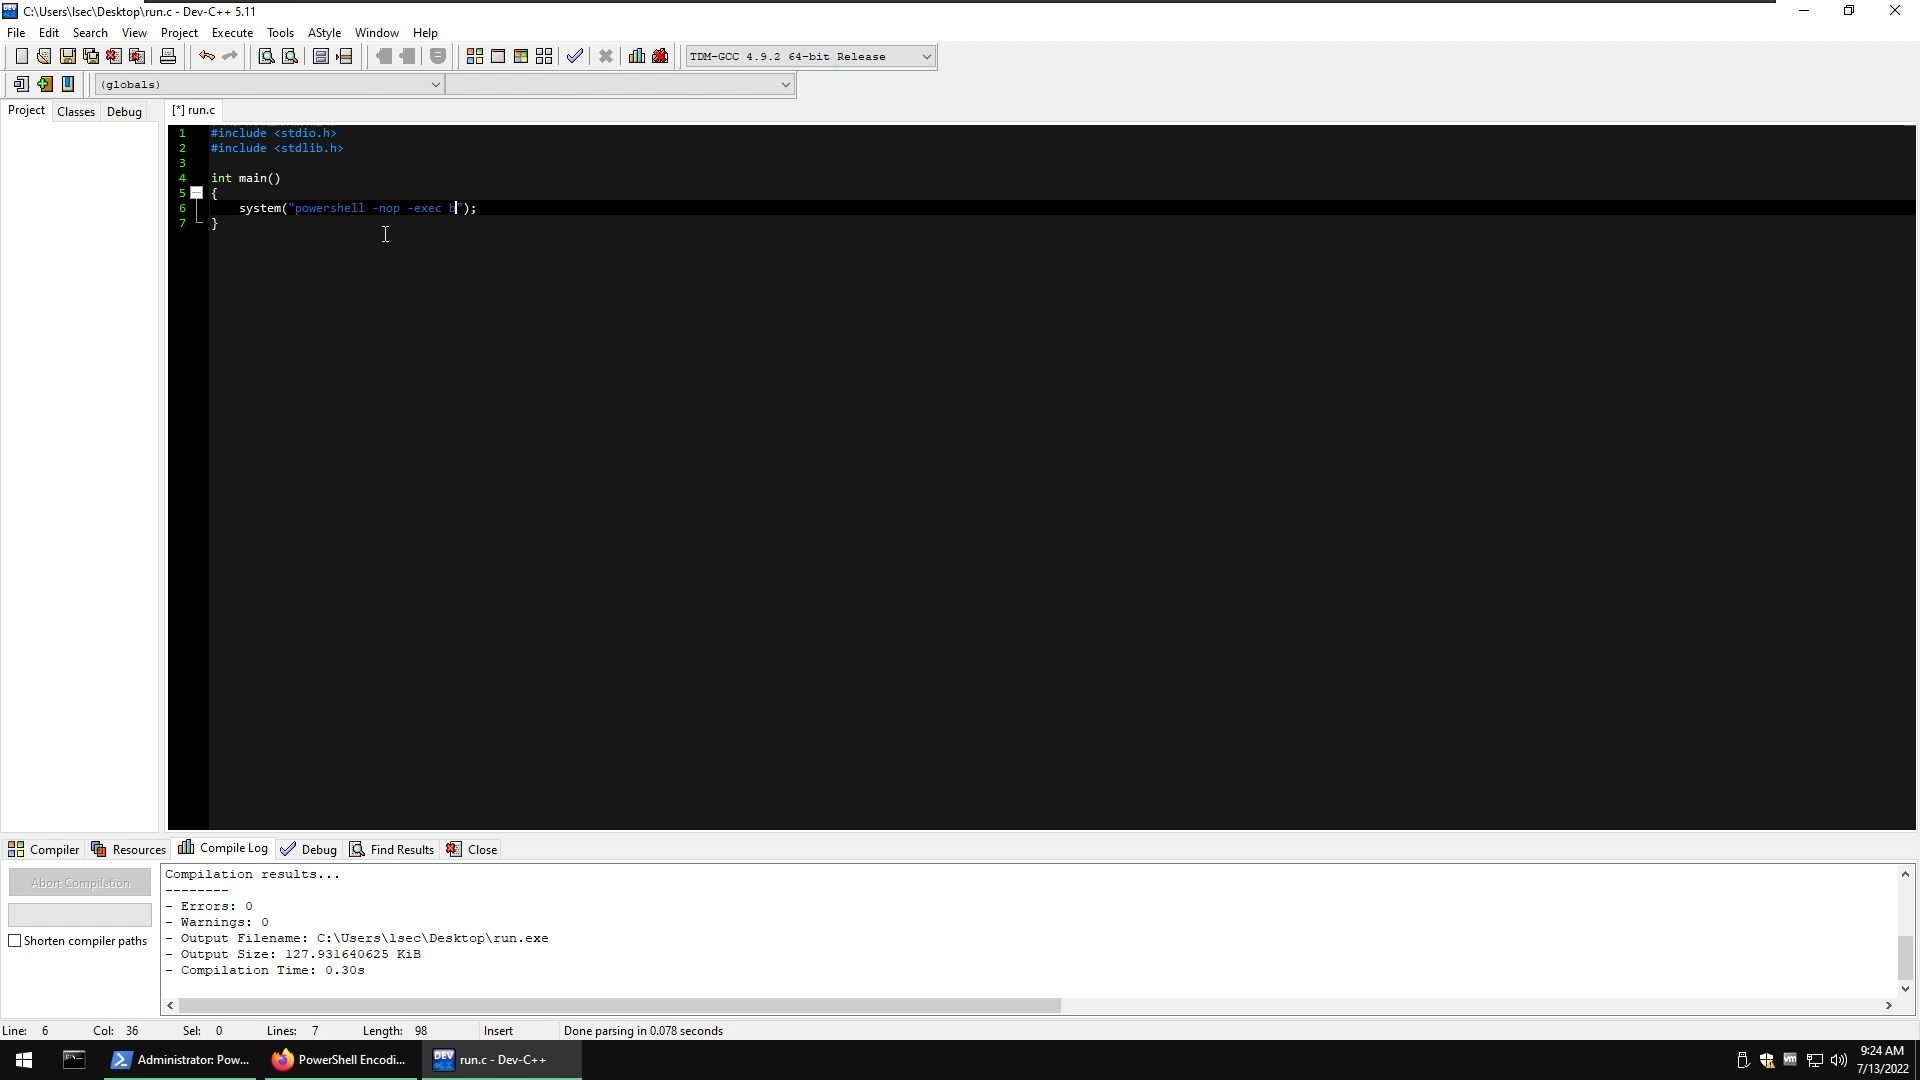 C:\Users\lsec\Desktop\run.c - Dev-C++ 5.11
File Edit Search View Project Execute Tools AStyle Window Help
TDM-GCC 4.9.2 64-bit Release
(globals)
Project Classes Debug [*] run.c
1 #include <stdio.h>
2 #include <stdlib.h>
3
4 int main()
5 {
6 system("powershell -nop -exec b");
7 }
Compiler Resources Compile Log Debug Find Results Close
Abort Compilation
Shorten compiler paths
Compilation results...
--------
- Errors: 0
- Warnings: 0
- Output Filename: C:\Users\lsec\Desktop\run.exe
- Output Size: 127.931640625 KiB
- Compilation Time: 0.30s
Line: 6 Col: 36 Sel: 0 Lines: 7 Length: 98 Insert Done parsing in 0.078 seconds
Administrator: Pow... PowerShell Encodi... run.c - Dev-C++
9:24 AM
7/13/2022